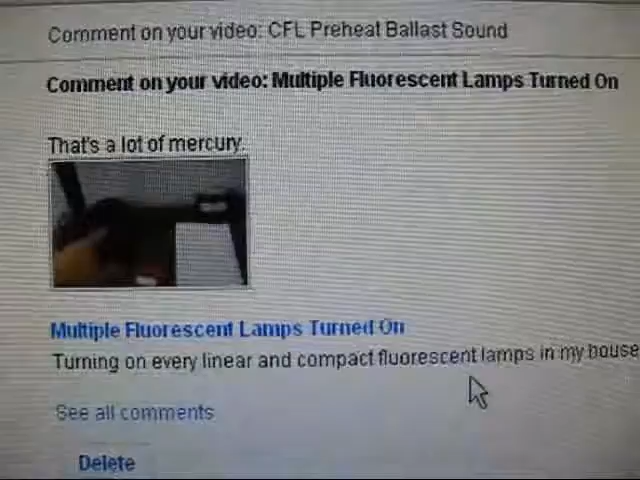 Comment on your video: CFL Preheat Ballast Sound
Comment on your video: Multiple Fluorescent Lamps Turned On
That's a lot of mercury.
Multiple Fluorescent Lamps Turned On
Turning on every linear and compact fluorescent lamps in my house
See all comments
Delete